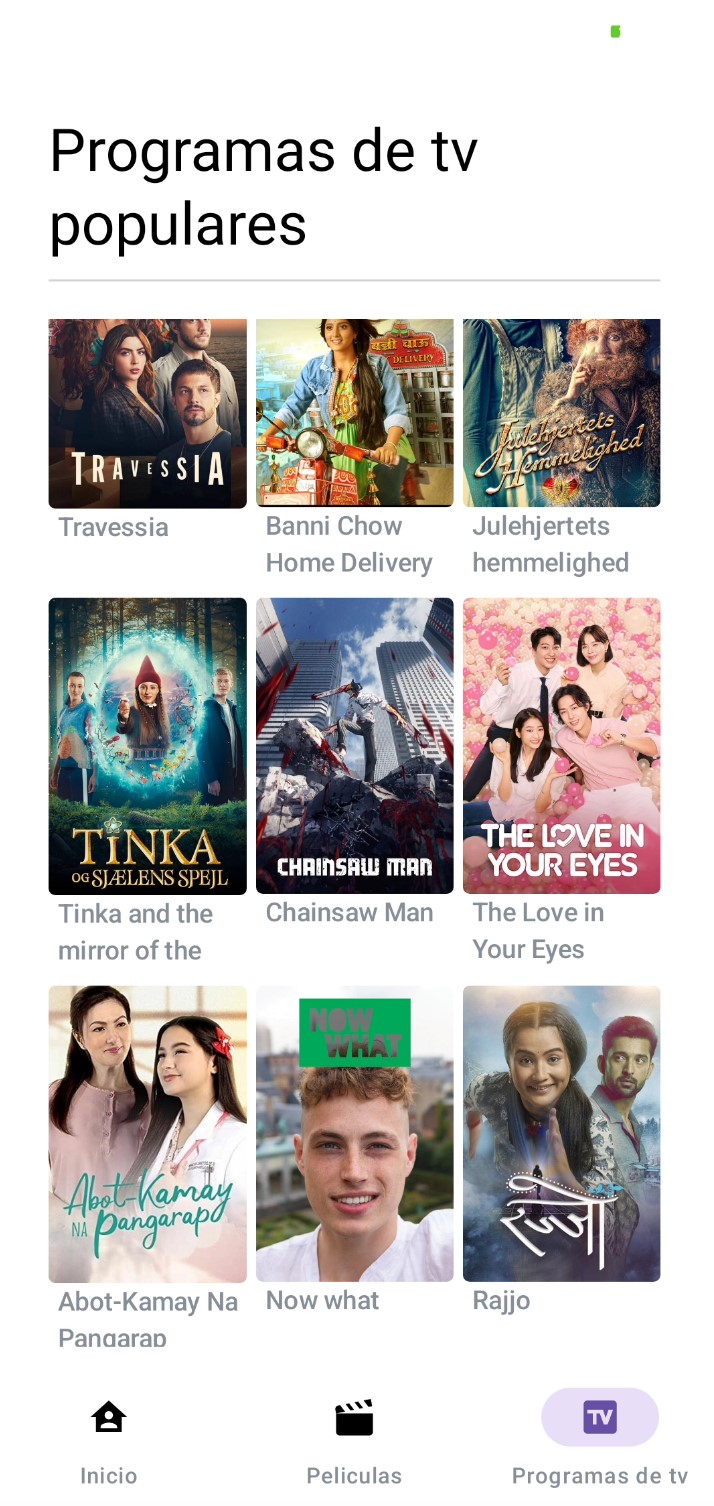 Programas de tv
populares
TRAVESSIA
बन्नी चाऊ
DELIVERY
Julehjertets
Hemmelighed
Travessia
Banni Chow
Home Delivery
Julehjertets
hemmelighed
TINKA
OG SJÆLENS SPEJL
CHAINSAW MAN
THE LOVE IN
YOUR EYES
Tinka and the
mirror of the
Chainsaw Man
The Love in
Your Eyes
Abot-Kamay
NA Pangarap
NOW
WHAT
रज्जो
Abot-Kamay Na
Pangarap
Now what
Rajjo
TV
Inicio
Peliculas
Programas de tv